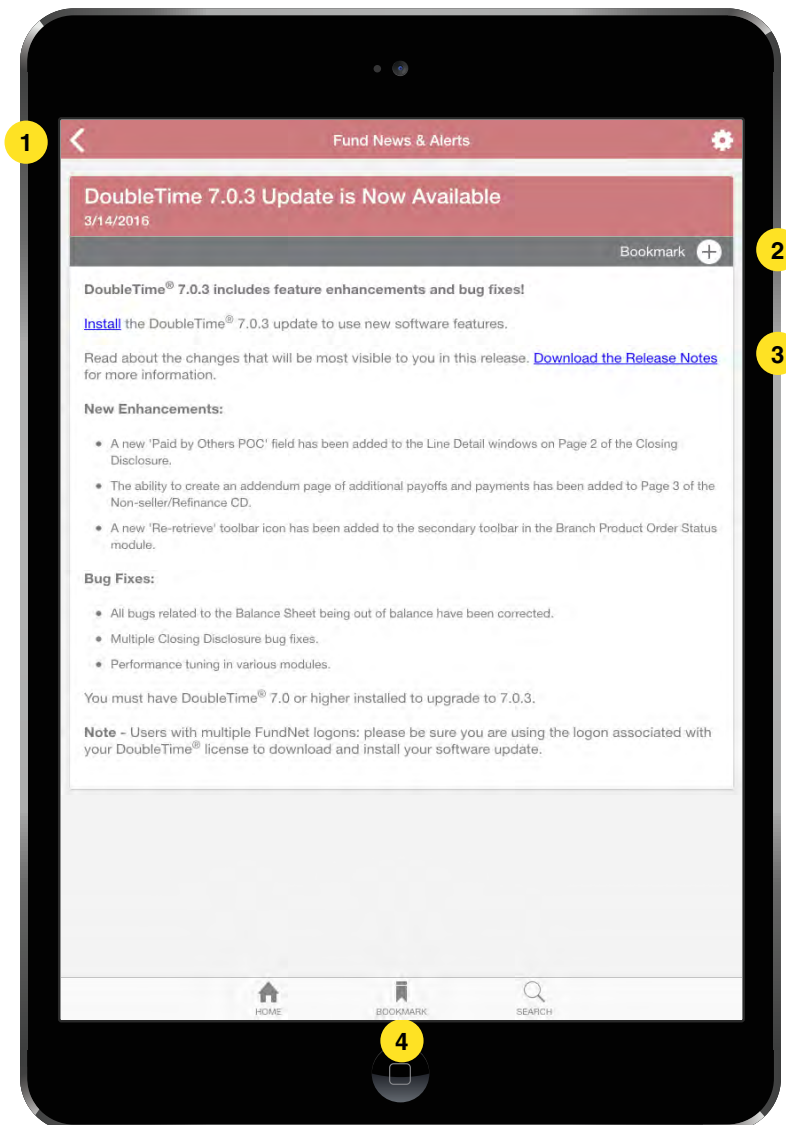 1
Fund News & Alerts
DoubleTime 7.0.3 Update is Now Available
3/14/2016
Bookmark
2
DoubleTime® 7.0.3 includes feature enhancements and bug fixes!
Install the DoubleTime® 7.0.3 update to use new software features.
Read about the changes that will be most visible to you in this release. Download the Release Notes
3
for more information.
New Enhancements:
• A new 'Paid by Others POC' field has been added to the Line Detail windows on Page 2 of the Closing
Disclosure.
• The ability to create an addendum page of additional payoffs and payments has been added to Page 3 of the
Non-seller/Refinance CD.
• A new 'Re-retrieve' toolbar icon has been added to the secondary toolbar in the Branch Product Order Status
module.
Bug Fixes:
• All bugs related to the Balance Sheet being out of balance have been corrected.
• Multiple Closing Disclosure bug fixes.
• Performance tuning in various modules.
You must have DoubleTime® 7.0 or higher installed to upgrade to 7.0.3.
Note - Users with multiple FundNet logons: please be sure you are using the logon associated with
your DoubleTime® license to download and install your software update.
HOME
BOOKMARK
SEARCH
4